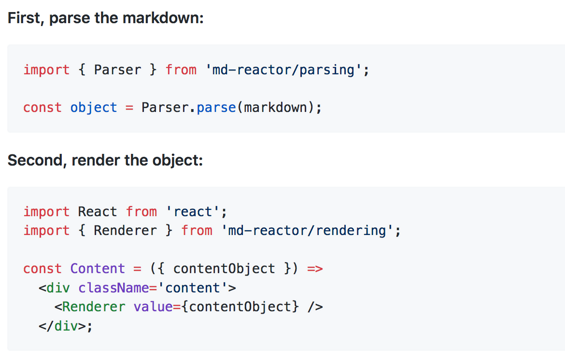 First, parse the markdown:
import { Parser } from 'md-reactor/parsing';
const object = Parser.parse(markdown);
Second, render the object:
import React from 'react';
import { Renderer } from 'md-reactor/rendering';
const Content = ({ contentObject }) =>
<div className='content'>
<Renderer value={contentObject} />
</div>;